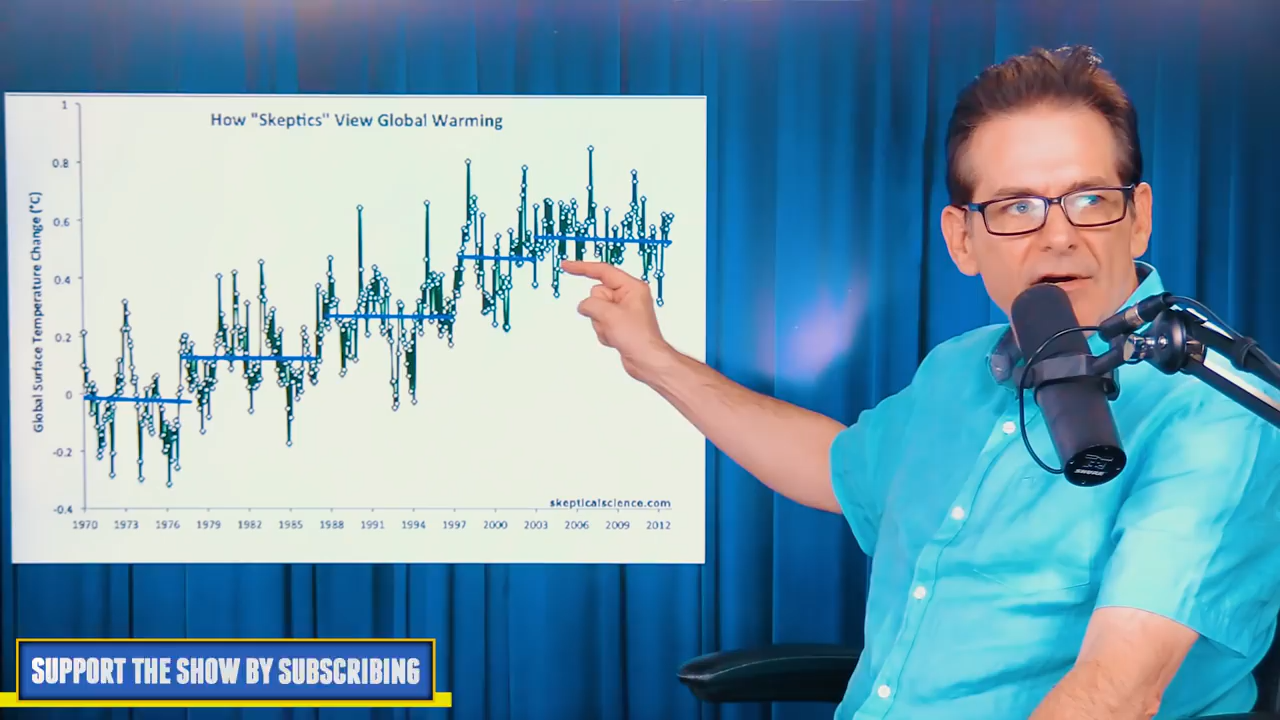 How "Skeptics" View Global Warming
Global Surface Temperature Change (°C)
1
0.8
0.6
0.4
0.2
0
-0.2
-0.4
1970 1973 1976 1979 1982 1985 1988 1991 1994 1997 2000 2003 2006 2009 2012
skepticalscience.com
SUPPORT THE SHOW BY SUBSCRIBING